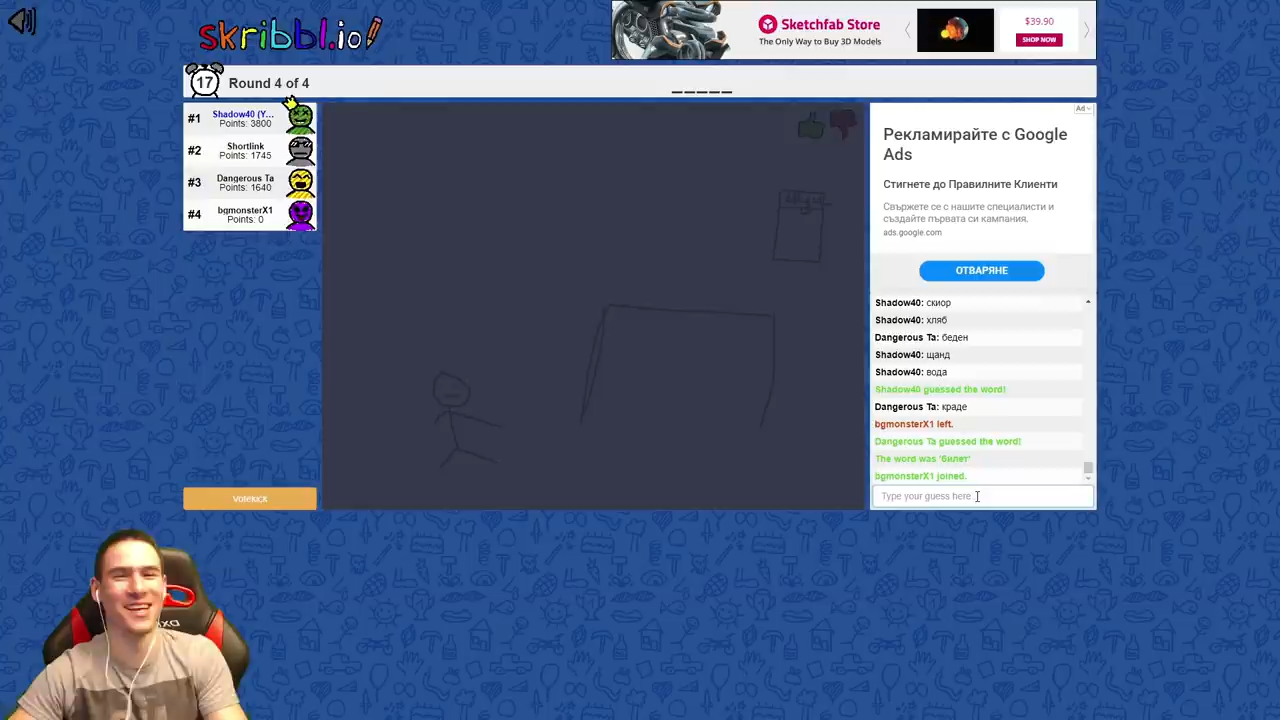 skribbl.io
Sketchfab Store
The Only Way to Buy 3D Models
$39.90
SHOP NOW
17
Round 4 of 4
_____
#1
Shadow40 (Y...
Points: 3800
#2
Shortlink
Points: 1745
#3
Dangerous Ta
Points: 1640
#4
bgmonsterX1
Points: 0
Votekick
Ad
Рекламирайте с Google
Ads
Стигнете до Правилните Клиенти
Свържете се с нашите специалисти и
създайте първата си кампания.
ads.google.com
ОТВАРЯНЕ
Shadow40: скиор
Shadow40: хляб
Dangerous Ta: беден
Shadow40: щанд
Shadow40: вода
Shadow40 guessed the word!
Dangerous Ta: краде
bgmonsterX1 left.
Dangerous Ta guessed the word!
The word was 'билет'
bgmonsterX1 joined.
Type your guess here